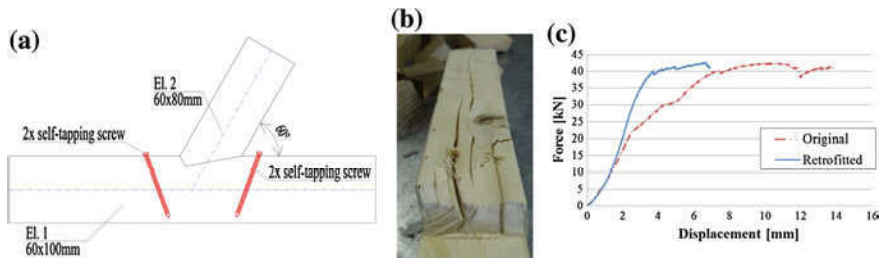 (a)
El. 2
60x80mm
60°
2x self-tapping screw
2x self-tapping screw
El. 1
60x100mm
(b)
(c)
45
40
35
30
25
20
15
10
5
0
Force [kN]
Original
Retrofitted
0 2 4 6 8 10 12 14 16
Displacement [mm]